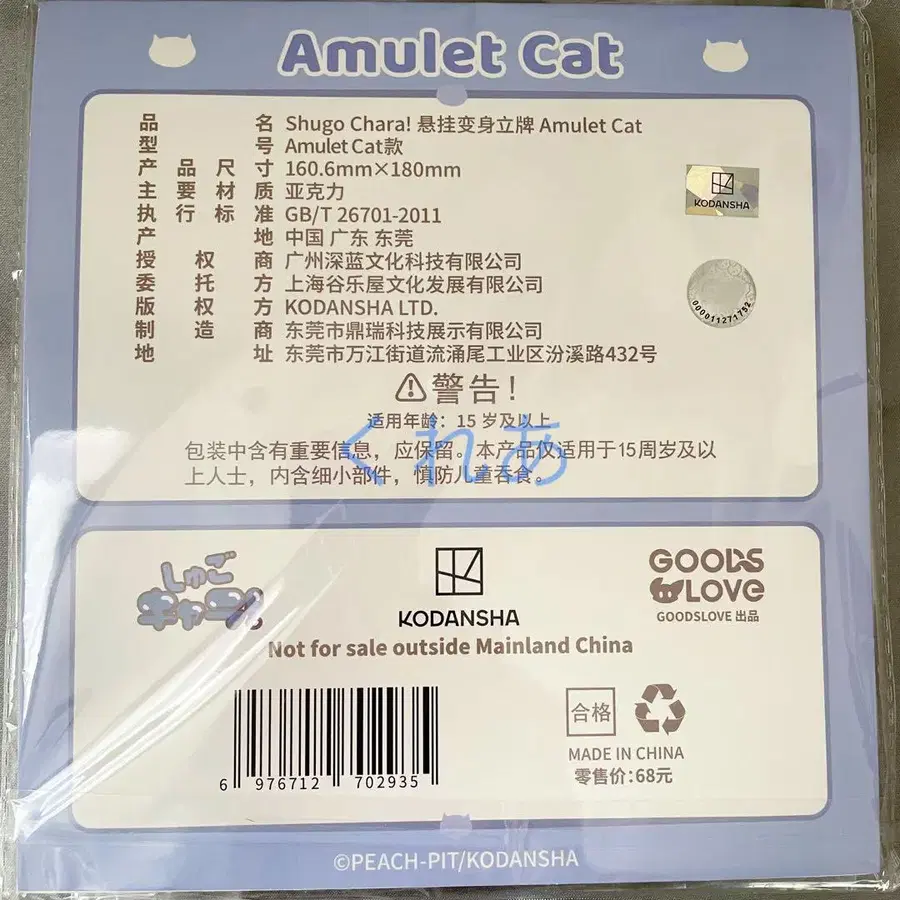 Amulet Cat
品 名 Shugo Chara! 悬挂变身立牌 Amulet Cat
型 号 Amulet Cat款
产 品 尺 寸 160.6mm×180mm
主 要 材 质 亚克力
执 行 标 准 GB/T 26701-2011
产 地 中国 广东 东莞
授 权 商 广州深蓝文化科技有限公司
委 托 方 上海谷乐屋文化发展有限公司
版 权 方 KODANSHA LTD.
制 造 商 东莞市鼎瑞科技展示有限公司
地 址 东莞市万江街道流涌尾工业区汾溪路432号
KODANSHA
000011271752
警告!
适用年龄：15 岁及以上
くれあ
包装中含有重要信息，应保留。本产品仅适用于15周岁及以
上人士，内含细小部件，慎防儿童吞食。
しゅご
キャラ!
KODANSHA
GOODS
LOVE
GOODSLOVE 出品
Not for sale outside Mainland China
6 976712 702935
合格
MADE IN CHINA
零售价:68元
©PEACH-PIT/KODANSHA